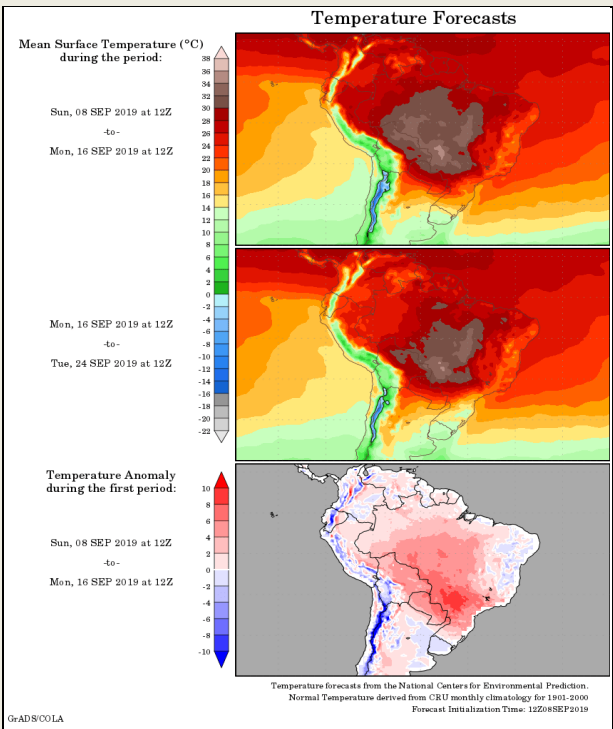 Temperature Forecasts
Mean Surface Temperature (°C)
during the period:
Sun, 08 SEP 2019 at 12Z
-to-
Mon, 16 SEP 2019 at 12Z
38
36
34
32
30
28
26
24
22
20
18
16
14
12
10
8
6
4
2
0
-2
-4
-6
-8
-10
-12
-14
-16
-18
-20
-22
Mon, 16 SEP 2019 at 12Z
-to-
Tue, 24 SEP 2019 at 12Z
Temperature Anomaly
during the first period:
Sun, 08 SEP 2019 at 12Z
-to-
Mon, 16 SEP 2019 at 12Z
10
8
6
4
2
0
-2
-4
-6
-8
-10
Temperature forecasts from the National Centers for Environmental Prediction.
Normal Temperature derived from CRU monthly climatology for 1901-2000
Forecast Initialization Time: 12Z08SEP2019
GrADS/COLA